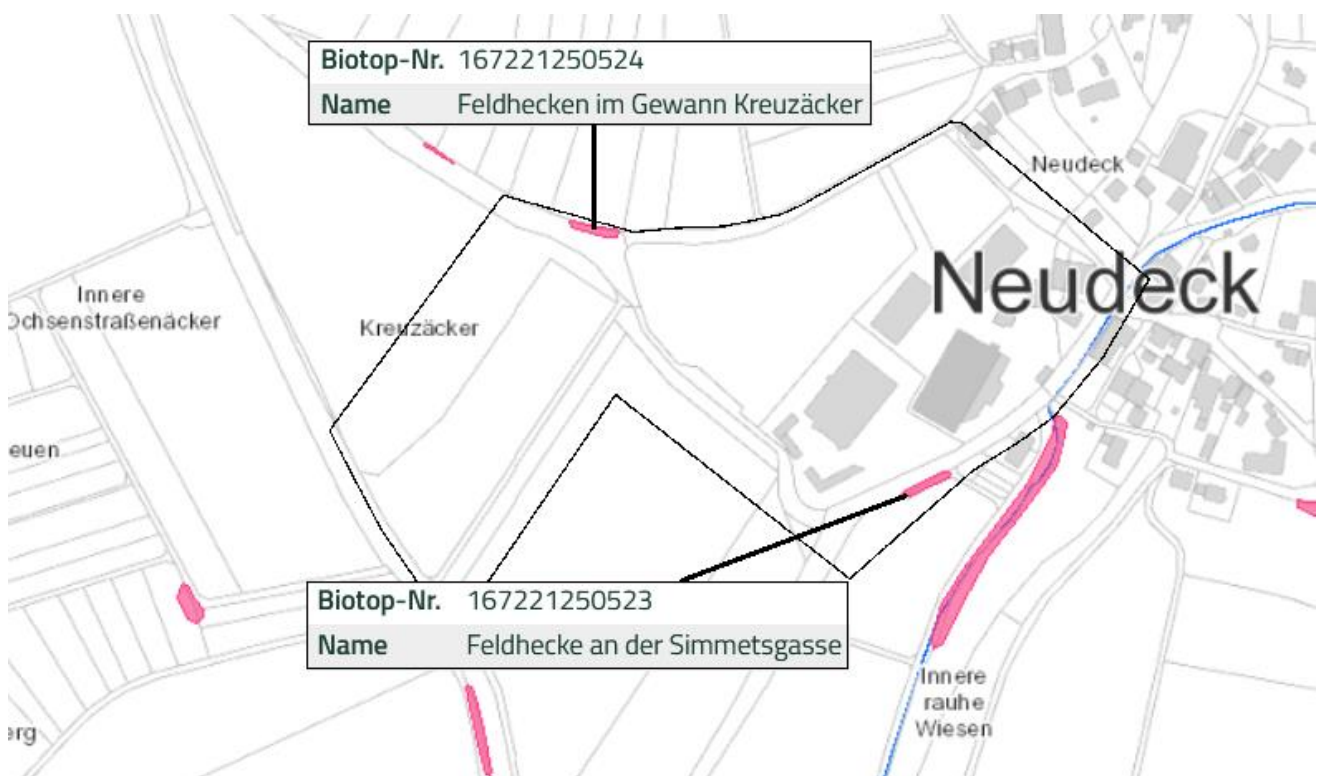 Biotop-Nr. 167221250524
Name Feldhecken im Gewann Kreuzäcker
Neudeck
Neudeck
Innere
Ochsenstraßenäcker
Kreuzäcker
euen
Biotop-Nr. 167221250523
Name Feldhecke an der Simmetsgasse
Innere
rauhe
Wiesen
erg